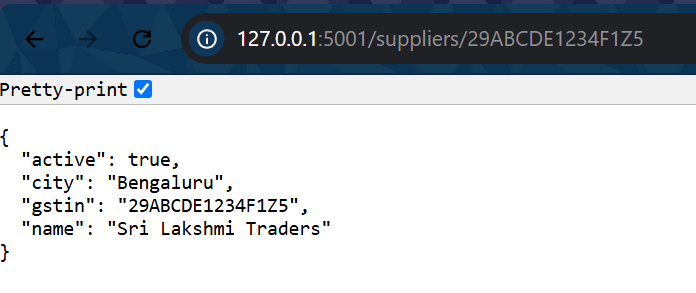 127.0.0.1:5001/suppliers/29ABCDE1234F1Z5
Pretty-print
{
  "active": true,
  "city": "Bengaluru",
  "gstin": "29ABCDE1234F1Z5",
  "name": "Sri Lakshmi Traders"
}